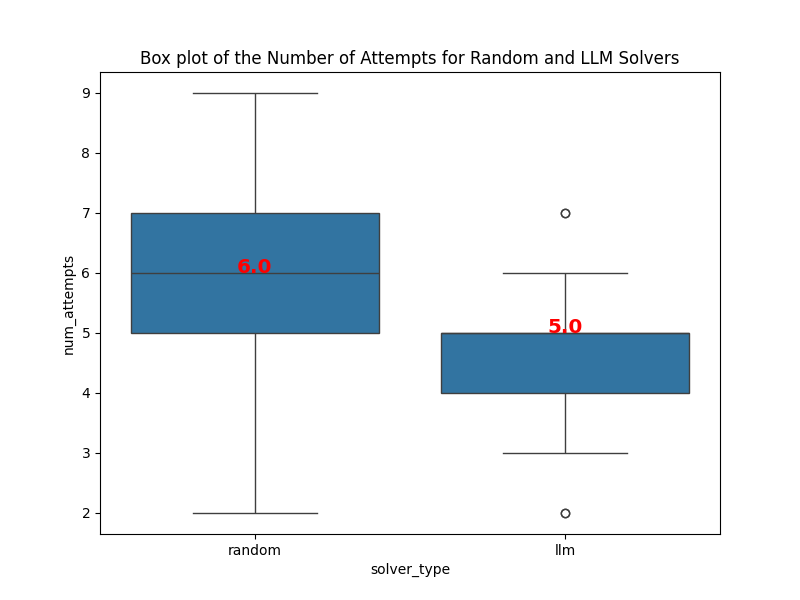 Box plot of the Number of Attempts for Random and LLM Solvers
num_attempts
9
8
7
6
5
4
3
2
6.0
5.0
random
llm
solver_type